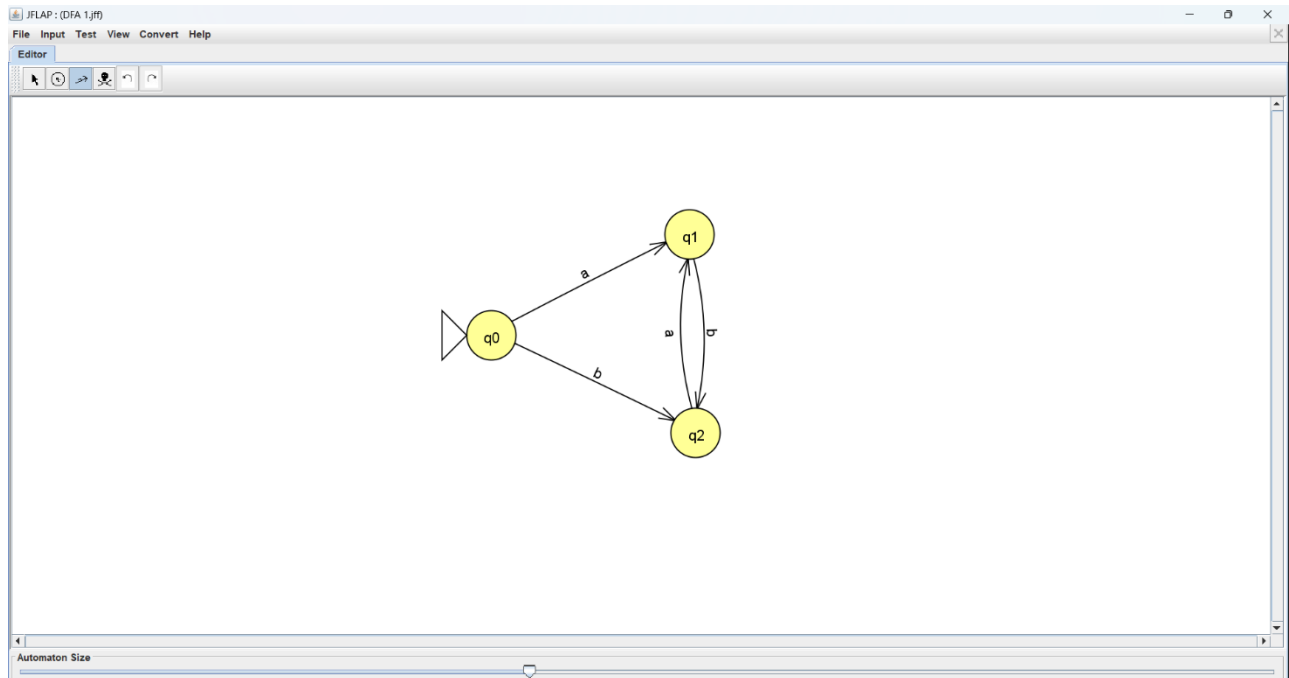 JFLAP : (DFA 1.jff)
File Input Test View Convert Help
Editor
q1
a
q0
a b
b
q2
Automaton Size